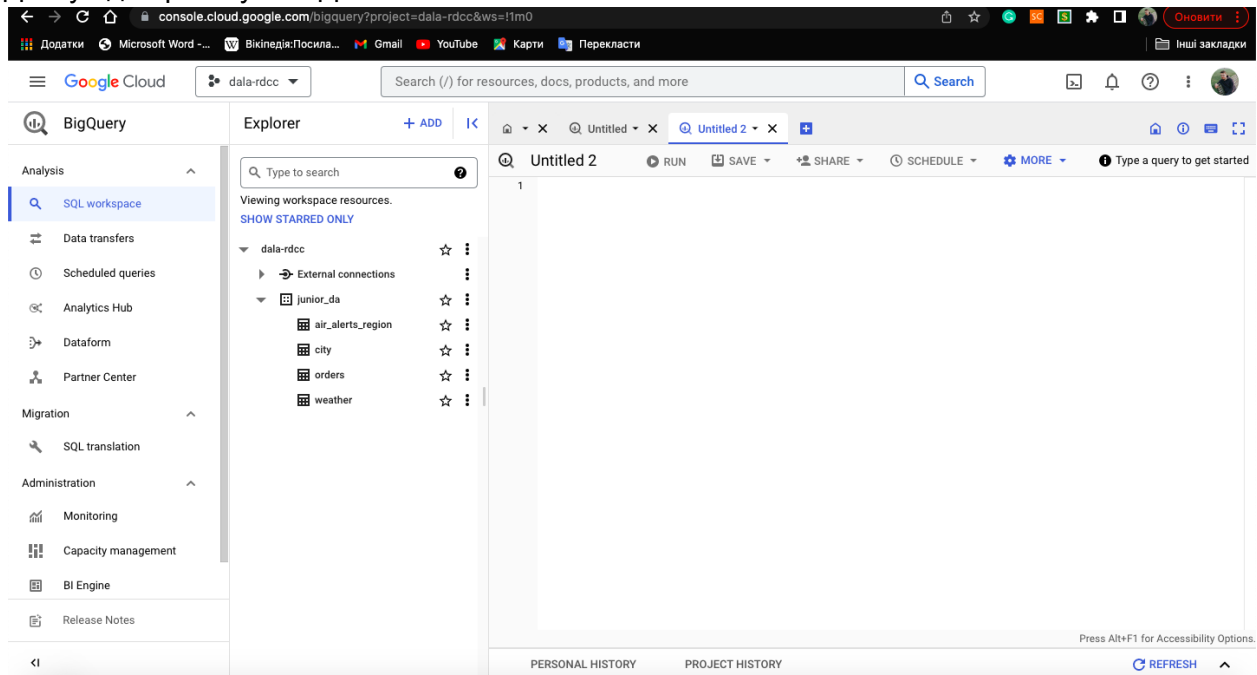 console.cloud.google.com/bigquery?project=dala-rdcc&ws=!1m0
Оновити
Додатки
Microsoft Word -...
Вікіпедія:Посила...
Gmail
YouTube
Карти
Перекласти
Інші закладки
Google Cloud
dala-rdcc
Search (/) for resources, docs, products, and more
Search
BigQuery
Analysis
SQL workspace
Data transfers
Scheduled queries
Analytics Hub
Dataform
Partner Center
Migration
SQL translation
Administration
Monitoring
Capacity management
BI Engine
Release Notes
Explorer
+ ADD
Type to search
Viewing workspace resources.
SHOW STARRED ONLY
dala-rdcc
External connections
junior_da
air_alerts_region
city
orders
weather
Untitled
Untitled 2
Untitled 2
RUN
SAVE
SHARE
SCHEDULE
MORE
Type a query to get started
1
Press Alt+F1 for Accessibility Options.
PERSONAL HISTORY
PROJECT HISTORY
REFRESH